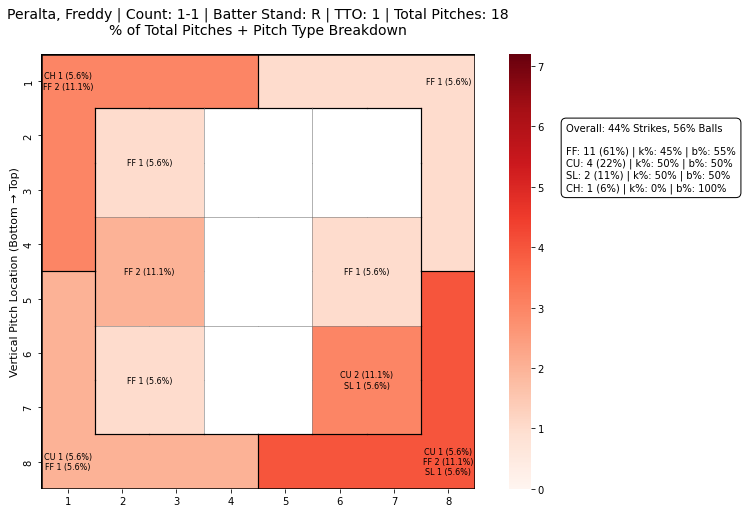 Peralta, Freddy | Count: 1-1 | Batter Stand: R | TTO: 1 | Total Pitches: 18
% of Total Pitches + Pitch Type Breakdown
CH 1 (5.6%)
FF 2 (11.1%)
FF 1 (5.6%)
FF 1 (5.6%)
FF 2 (11.1%)
FF 1 (5.6%)
FF 1 (5.6%)
CU 2 (11.1%)
SL 1 (5.6%)
CU 1 (5.6%)
FF 1 (5.6%)
CU 1 (5.6%)
FF 2 (11.1%)
SL 1 (5.6%)
Vertical Pitch Location (Bottom → Top)
1
2
3
4
5
6
7
8
1 2 3 4 5 6 7 8
7
6
5
4
3
2
1
0
Overall: 44% Strikes, 56% Balls
FF: 11 (61%) | k%: 45% | b%: 55%
CU: 4 (22%) | k%: 50% | b%: 50%
SL: 2 (11%) | k%: 50% | b%: 50%
CH: 1 (6%) | k%: 0% | b%: 100%